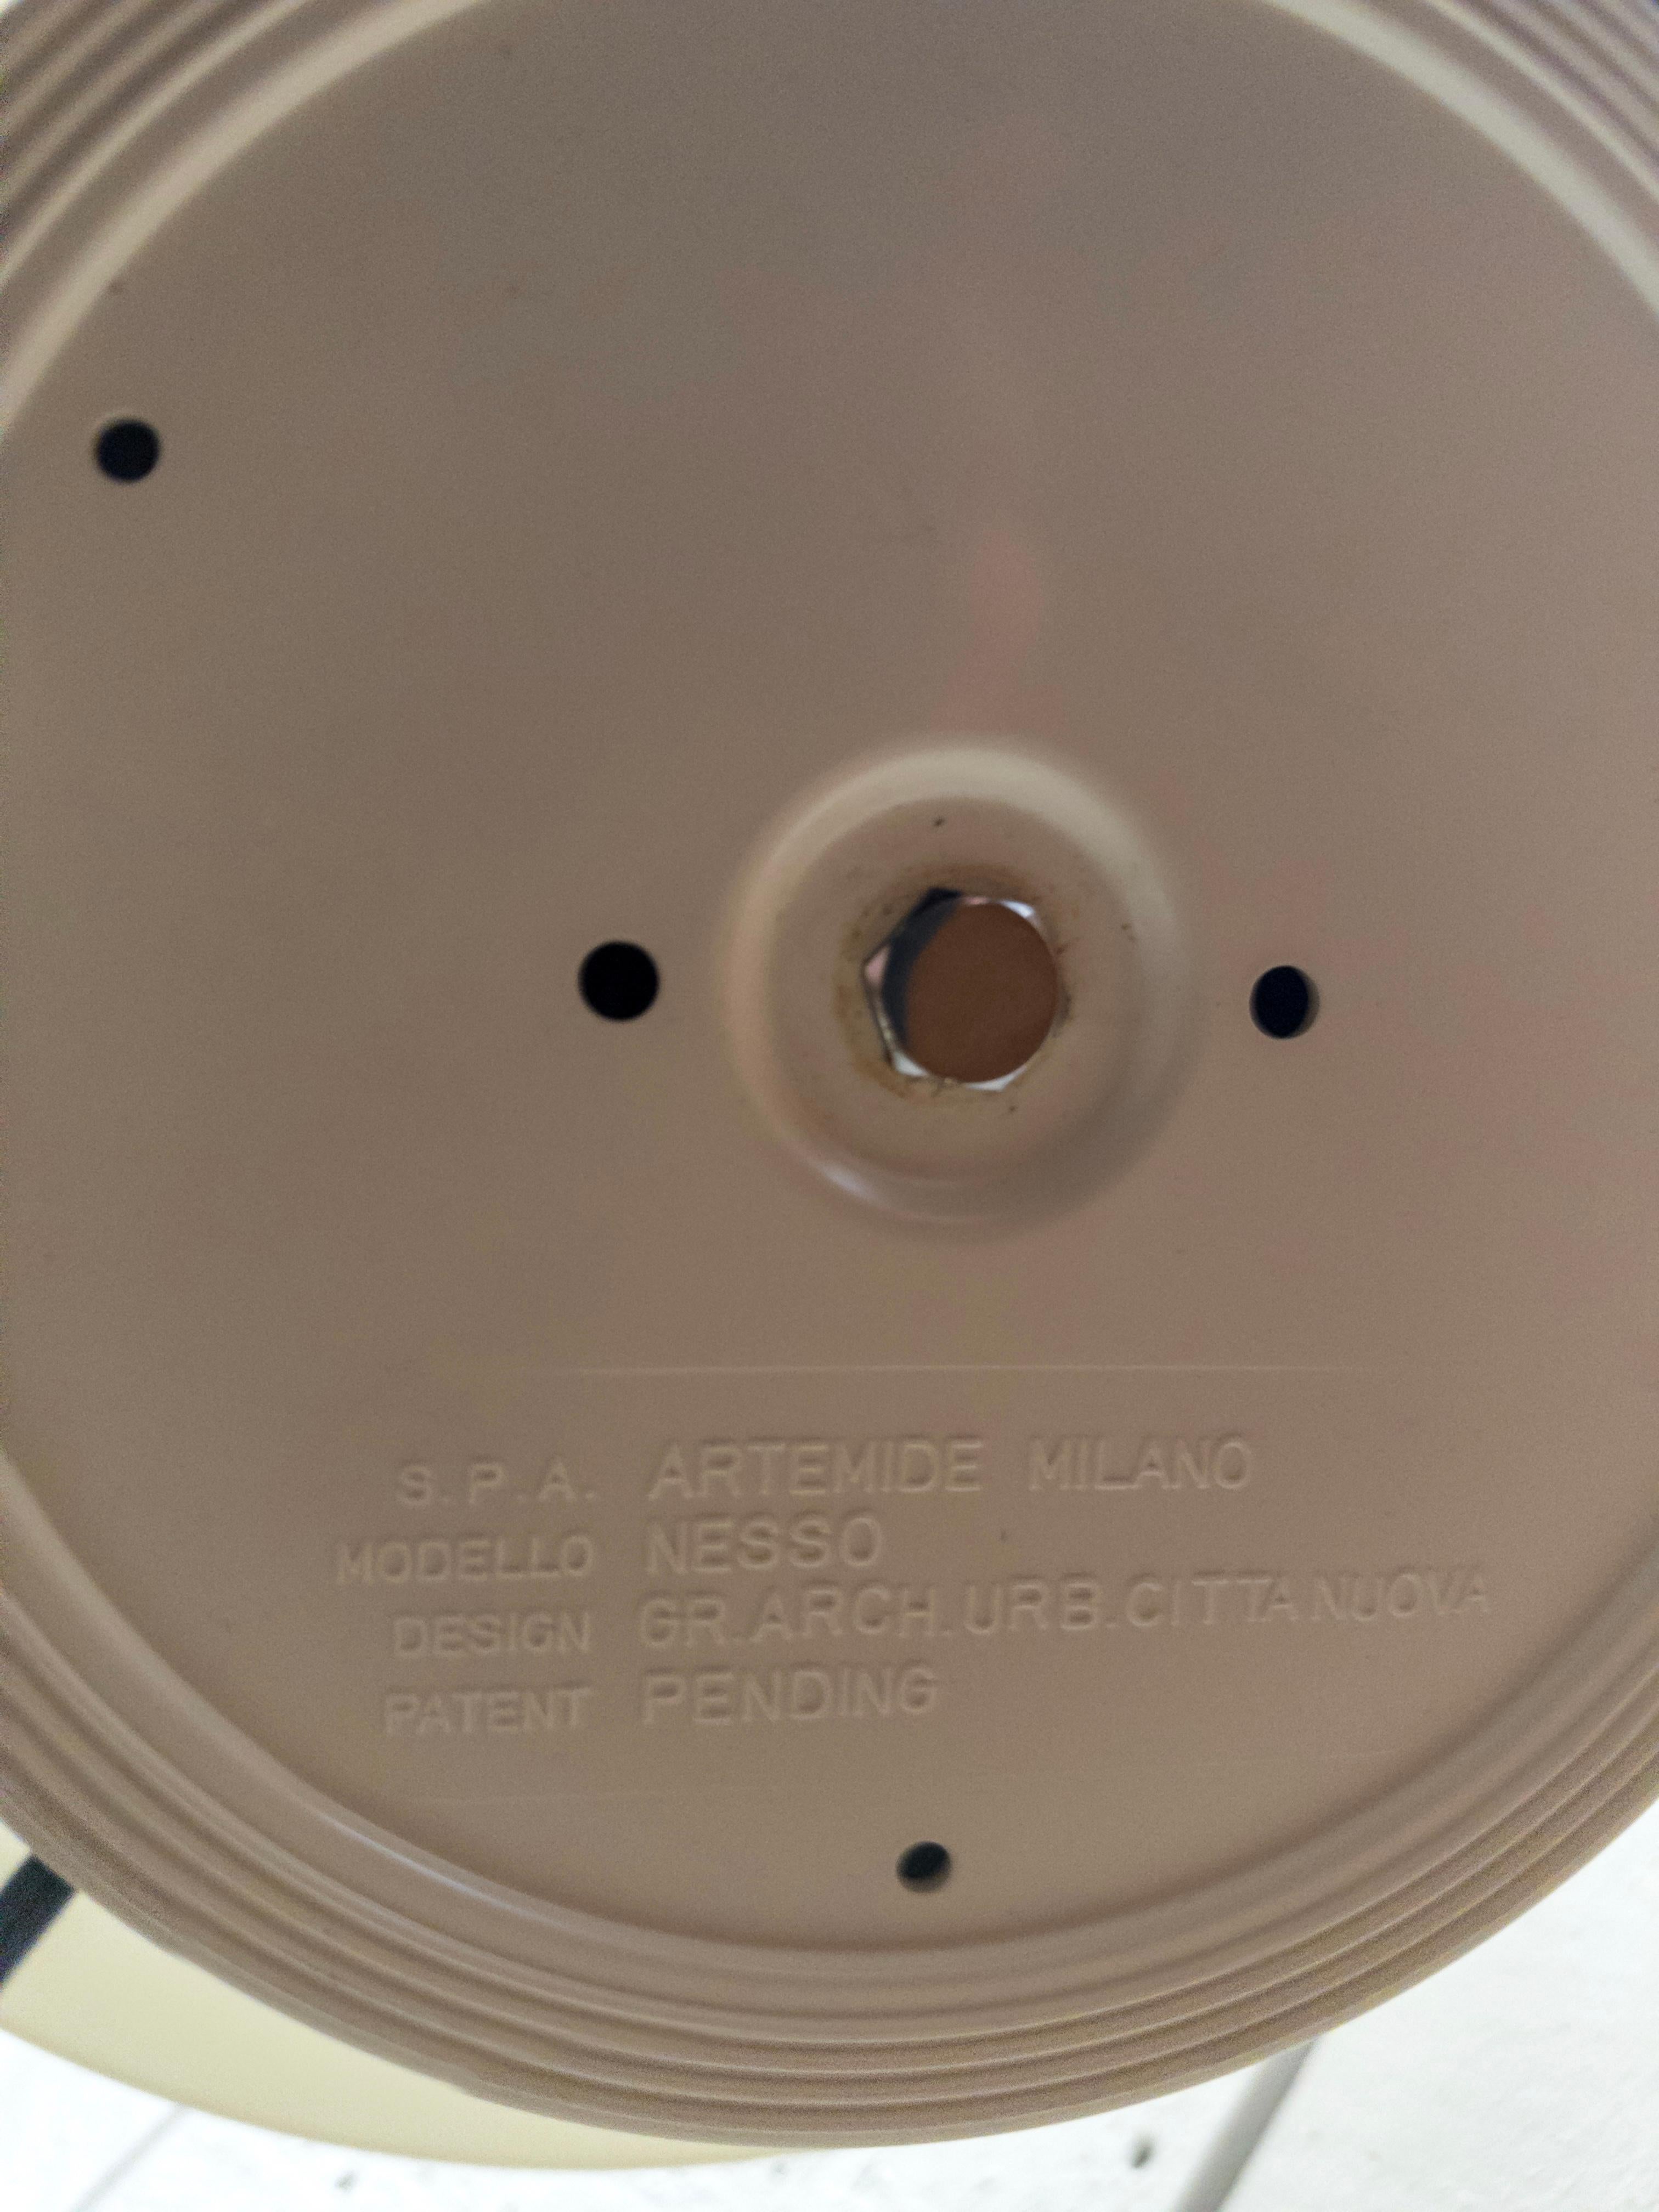 S.P.A. ARTEMIDE MILANO
MODELLO NESSO
DESIGN GR.ARCH.URB.CITTA NUOVA
PATENT PENDING